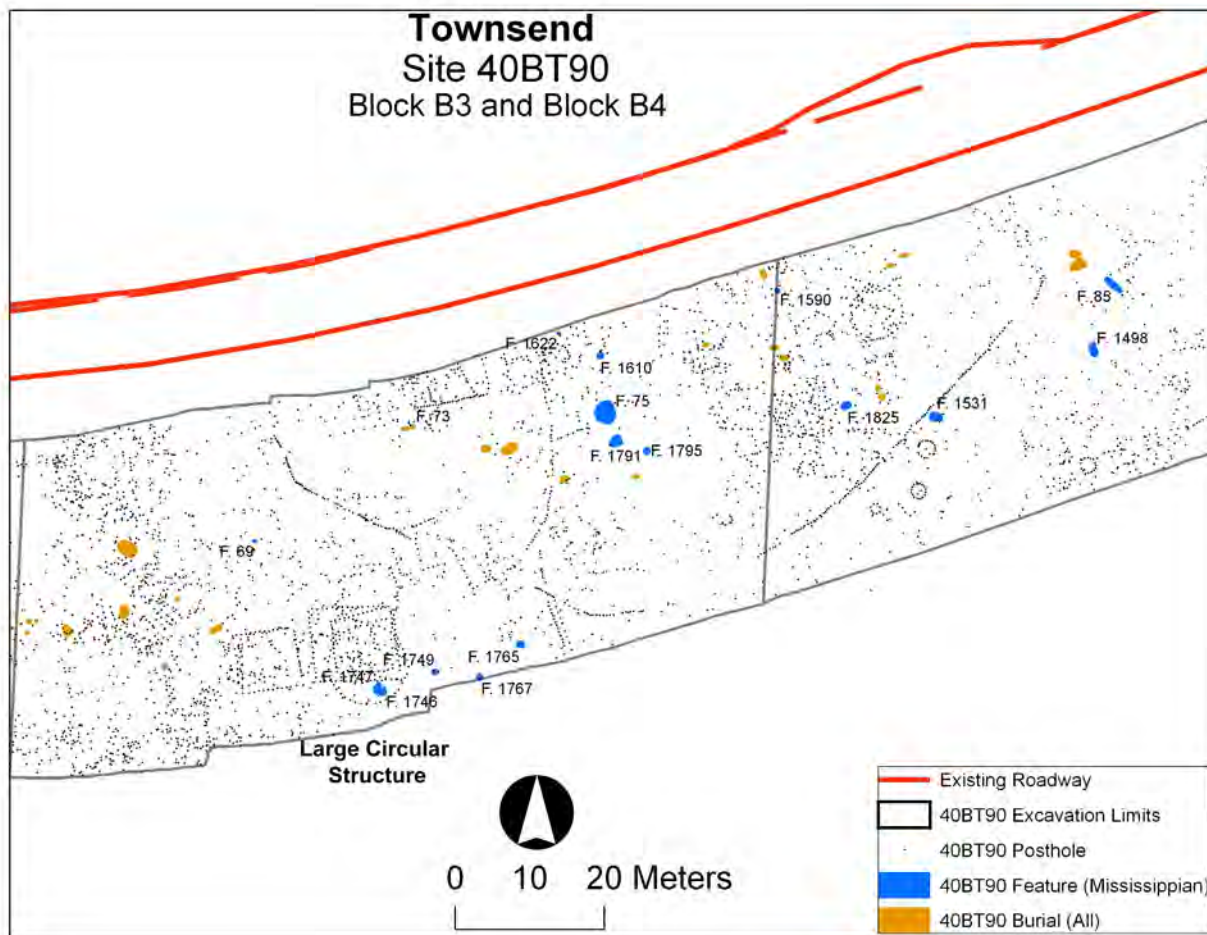 Townsend
Site 40BT90
Block B3 and Block B4
F. 85
F. 1590
F. 1498
F. 1622
F. 1610
F. 75
F. 73
F. 1531
F. 1825
F. 1791
F. 1795
F. 69
F. 1749
F. 1765
F. 1747
F. 1767
F. 1746
Large Circular
Structure
0 10 20 Meters
Existing Roadway
40BT90 Excavation Limits
40BT90 Posthole
40BT90 Feature (Mississippian)
40BT90 Burial (All)